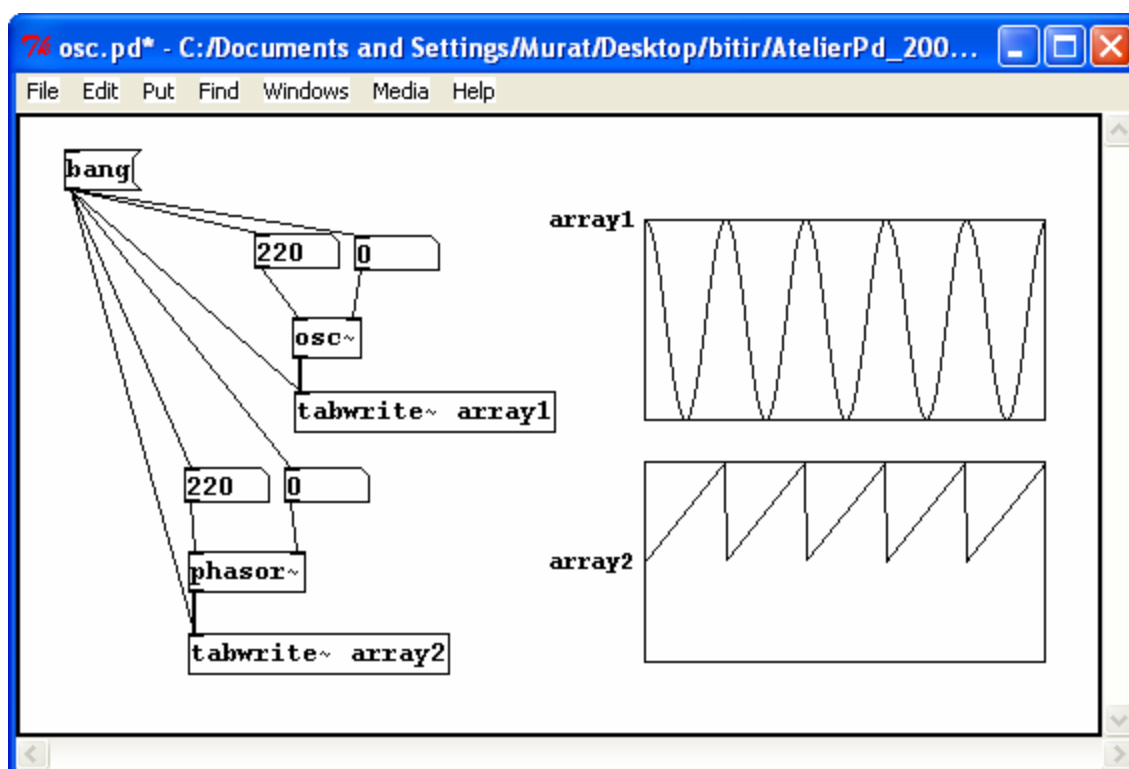 osc.pd* - C:/Documents and Settings/Murat/Desktop/bitir/AtelierPd_200...
File Edit Put Find Windows Media Help
bang
220 0
osc~
tabwrite~ array1
220 0
phasor~
tabwrite~ array2
array1
array2